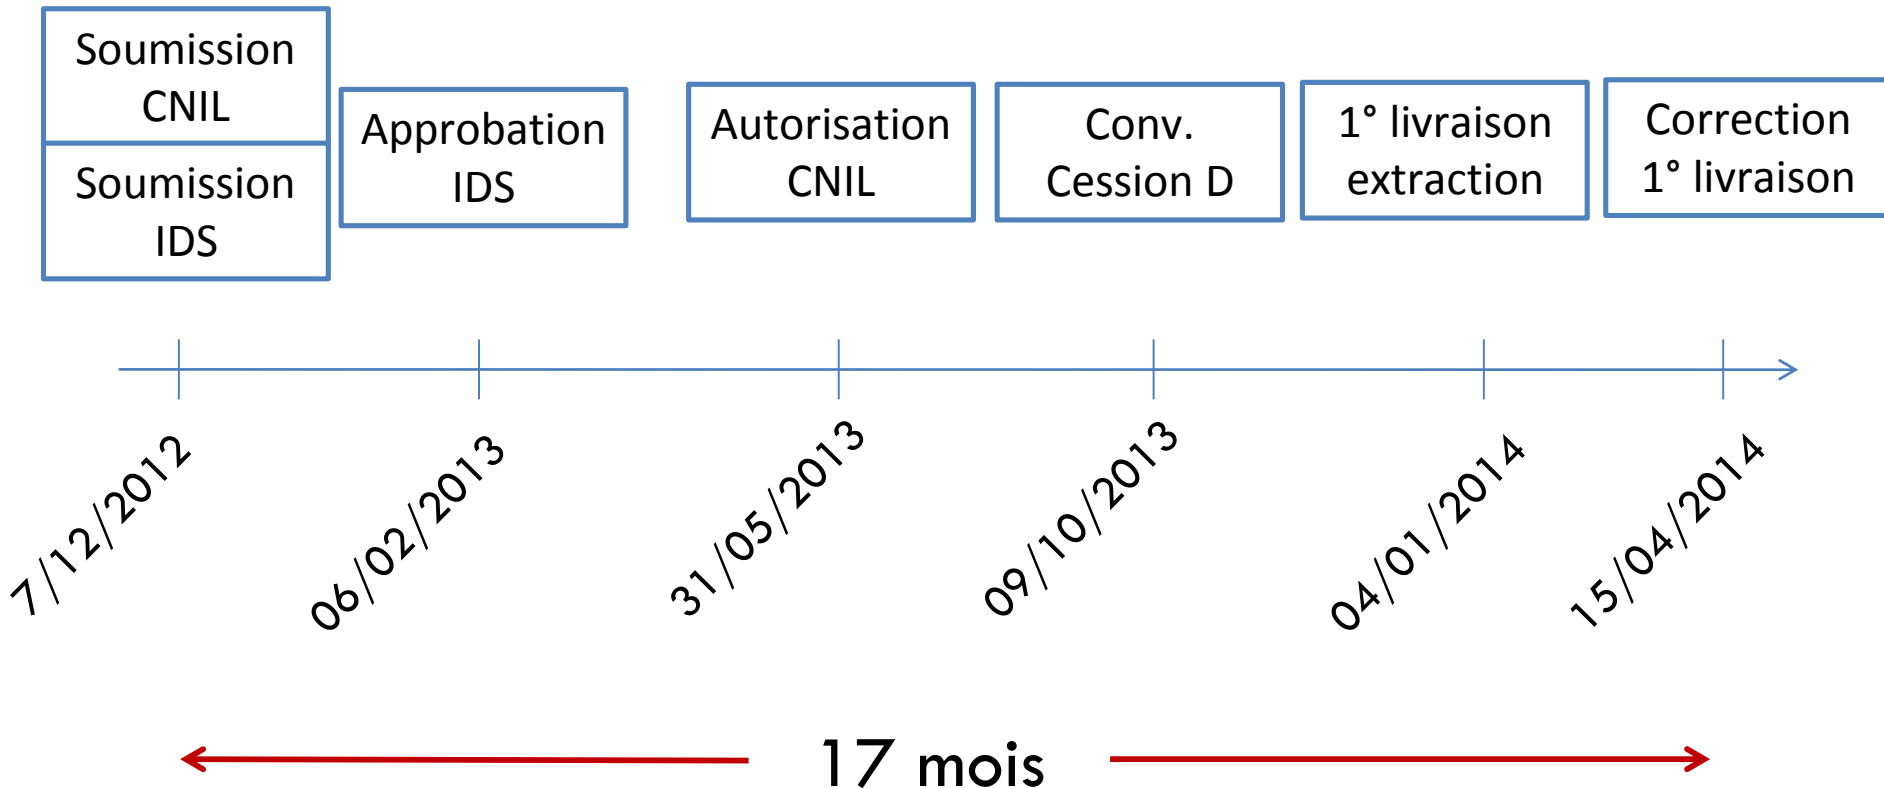 Soumission
CNIL
Soumission
IDS
Approbation
IDS
Autorisation
CNIL
Conv.
Cession D
1° livraison
extraction
Correction
1° livraison
7/12/2012
06/02/2013
31/05/2013
09/10/2013
04/01/2014
15/04/2014
17 mois